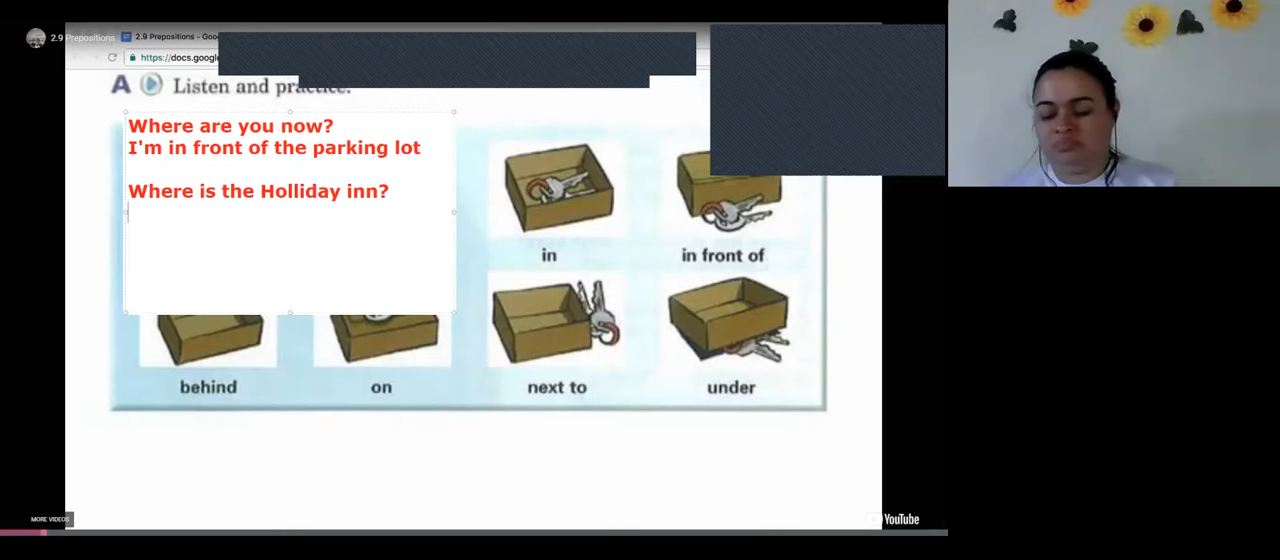 2.9 Prepositions
2.9 Prepositions - Goo
https://docs.google
A Listen and practice.
Where are you now?
I'm in front of the parking lot
Where is the Holliday inn?
in
in front of
behind
on
next to
under
MORE VIDEOS
YouTube